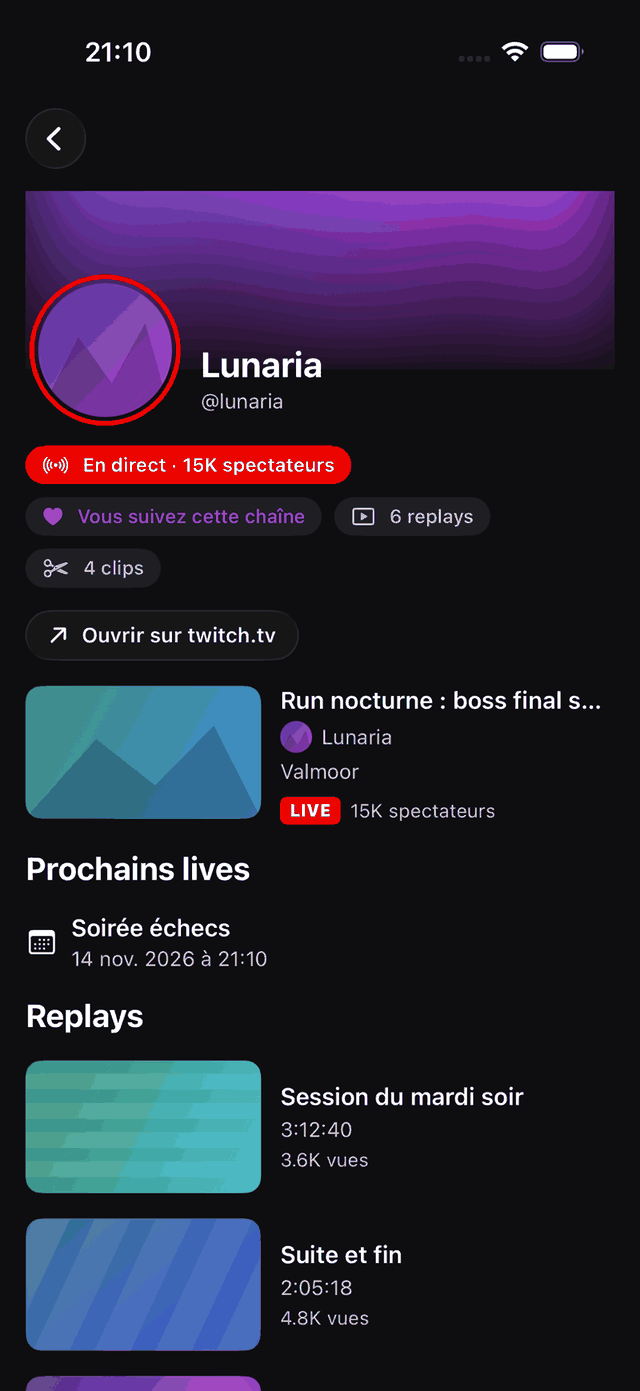 21:10
Lunaria
@lunaria
En direct · 15K spectateurs
Vous suivez cette chaîne
6 replays
4 clips
Ouvrir sur twitch.tv
Run nocturne : boss final s...
Lunaria
Valmoor
LIVE 15K spectateurs
Prochains lives
Soirée échecs
14 nov. 2026 à 21:10
Replays
Session du mardi soir
3:12:40
3.6K vues
Suite et fin
2:05:18
4.8K vues